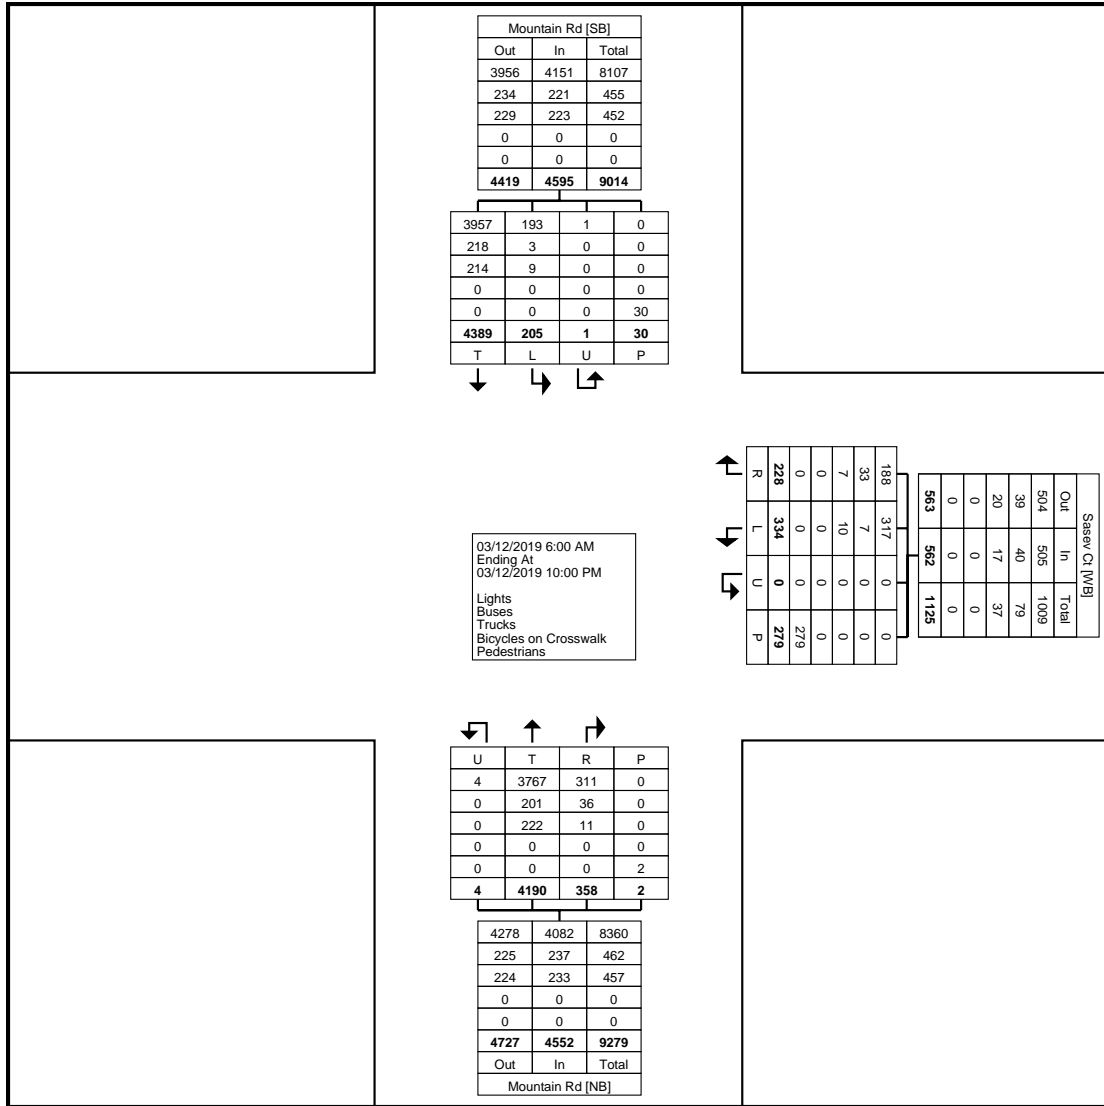 Mountain Rd [SB]
Out In Total
3956 4151 8107
234 221 455
229 223 452
0 0 0
0 0 0
4419 4595 9014
3957 193 1 0
218 3 0 0
214 9 0 0
0 0 0 0
0 0 0 30
4389 205 1 30
T L U P
Sasev Ct [WB]
Out In Total
504 505 1009
39 40 79
20 17 37
0 0 0
0 0 0
563 562 1125
188 317 0 0
33 7 0 0
7 10 0 0
0 0 0 0
0 0 0 279
228 334 0 279
R L U P
03/12/2019 6:00 AM
Ending At
03/12/2019 10:00 PM
Lights
Buses
Trucks
Bicycles on Crosswalk
Pedestrians
U T R P
4 3767 311 0
0 201 36 0
0 222 11 0
0 0 0 0
0 0 0 2
4 4190 358 2
4278 4082 8360
225 237 462
224 233 457
0 0 0
0 0 0
4727 4552 9279
Out In Total
Mountain Rd [NB]